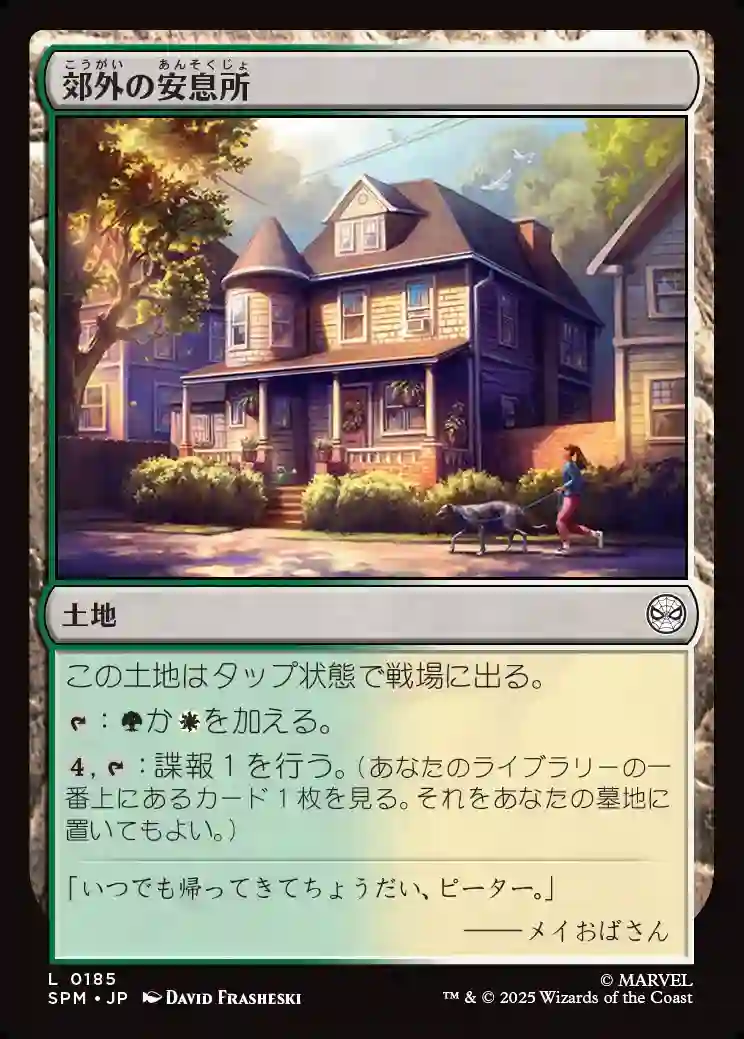 こうがい あんそくじょ
郊外の安息所
土地
この土地はタップ状態で戦場に出る。
：か を加える。
4, ：諜報1を行う。（あなたのライブラリーの一
番上にあるカード1枚を見る。それをあなたの墓地に
置いてもよい。）
「いつでも帰ってきてちょうだい、ピーター。」
——メイおばさん
L 0185
SPM • JP DAVID FRASHESKI
© MARVEL
™ & © 2025 Wizards of the Coast